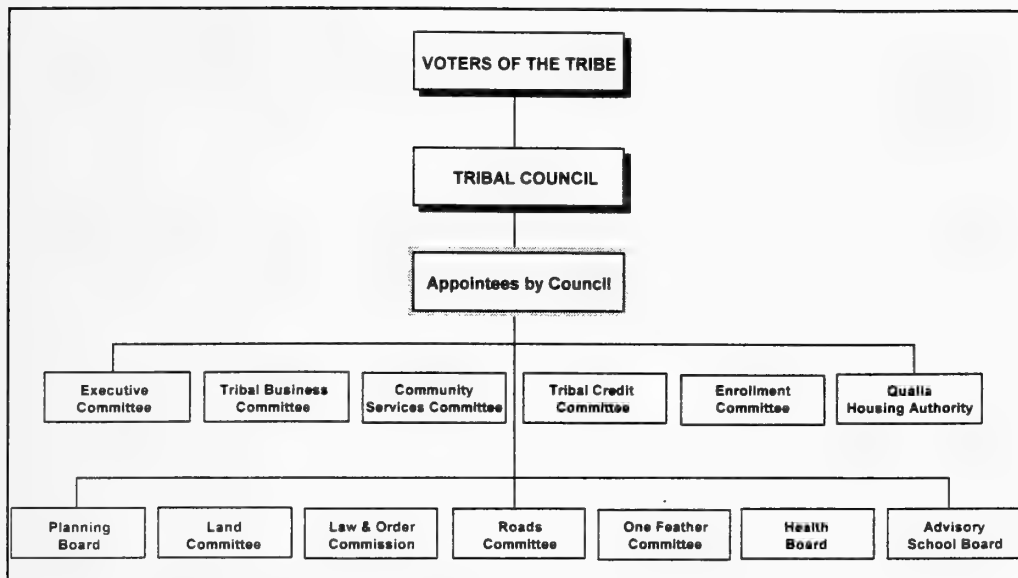 VOTERS OF THE TRIBE
TRIBAL COUNCIL
Appointees by Council
Executive
Committee
Tribal Business
Committee
Community
Services Committee
Tribal Credit
Committee
Enrollment
Committee
Qualla
Housing Authority
Planning
Board
Land
Committee
Law & Order
Commission
Roads
Committee
One Feather
Committee
Health
Board
Advisory
School Board